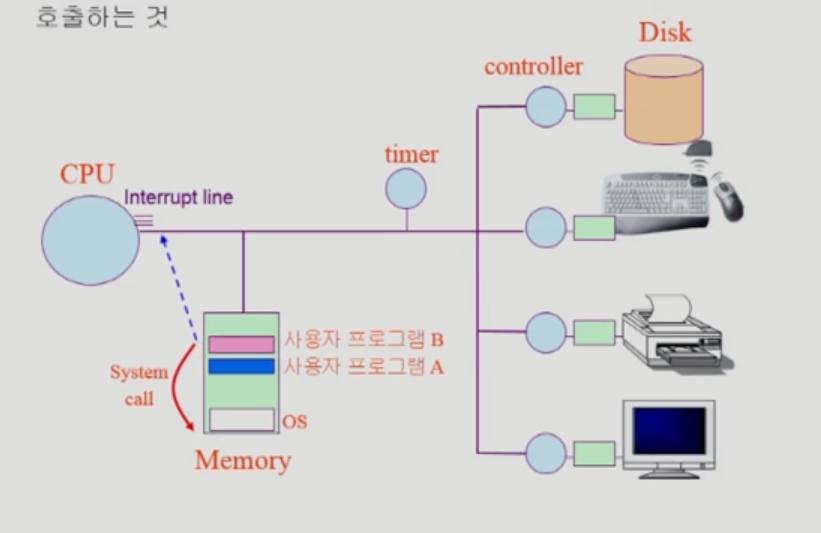 호출하는 것
Disk
controller
timer
CPU
Interrupt line
사용자 프로그램 B
사용자 프로그램 A
System
call
OS
Memory